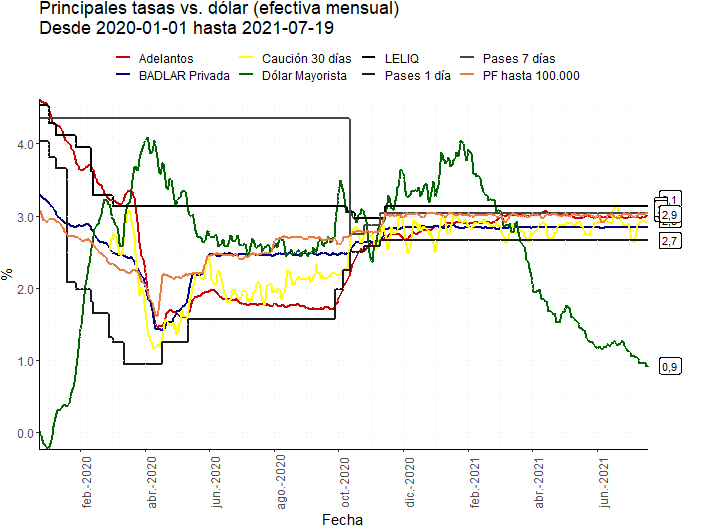 Principales tasas vs. dólar (efectiva mensual)
Desde 2020-01-01 hasta 2021-07-19
Adelantos Caución 30 días LELIQ Pases 7 días
BADLAR Privada Dólar Mayorista Pases 1 día PF hasta 100.000
4.0
3.0
2.0
1.0
0.0
%
2,9
2,7
0,9
feb.-2020 abr.-2020 jun.-2020 ago.-2020 oct.-2020 dic.-2020 feb.-2021 abr.-2021 jun.-2021
Fecha